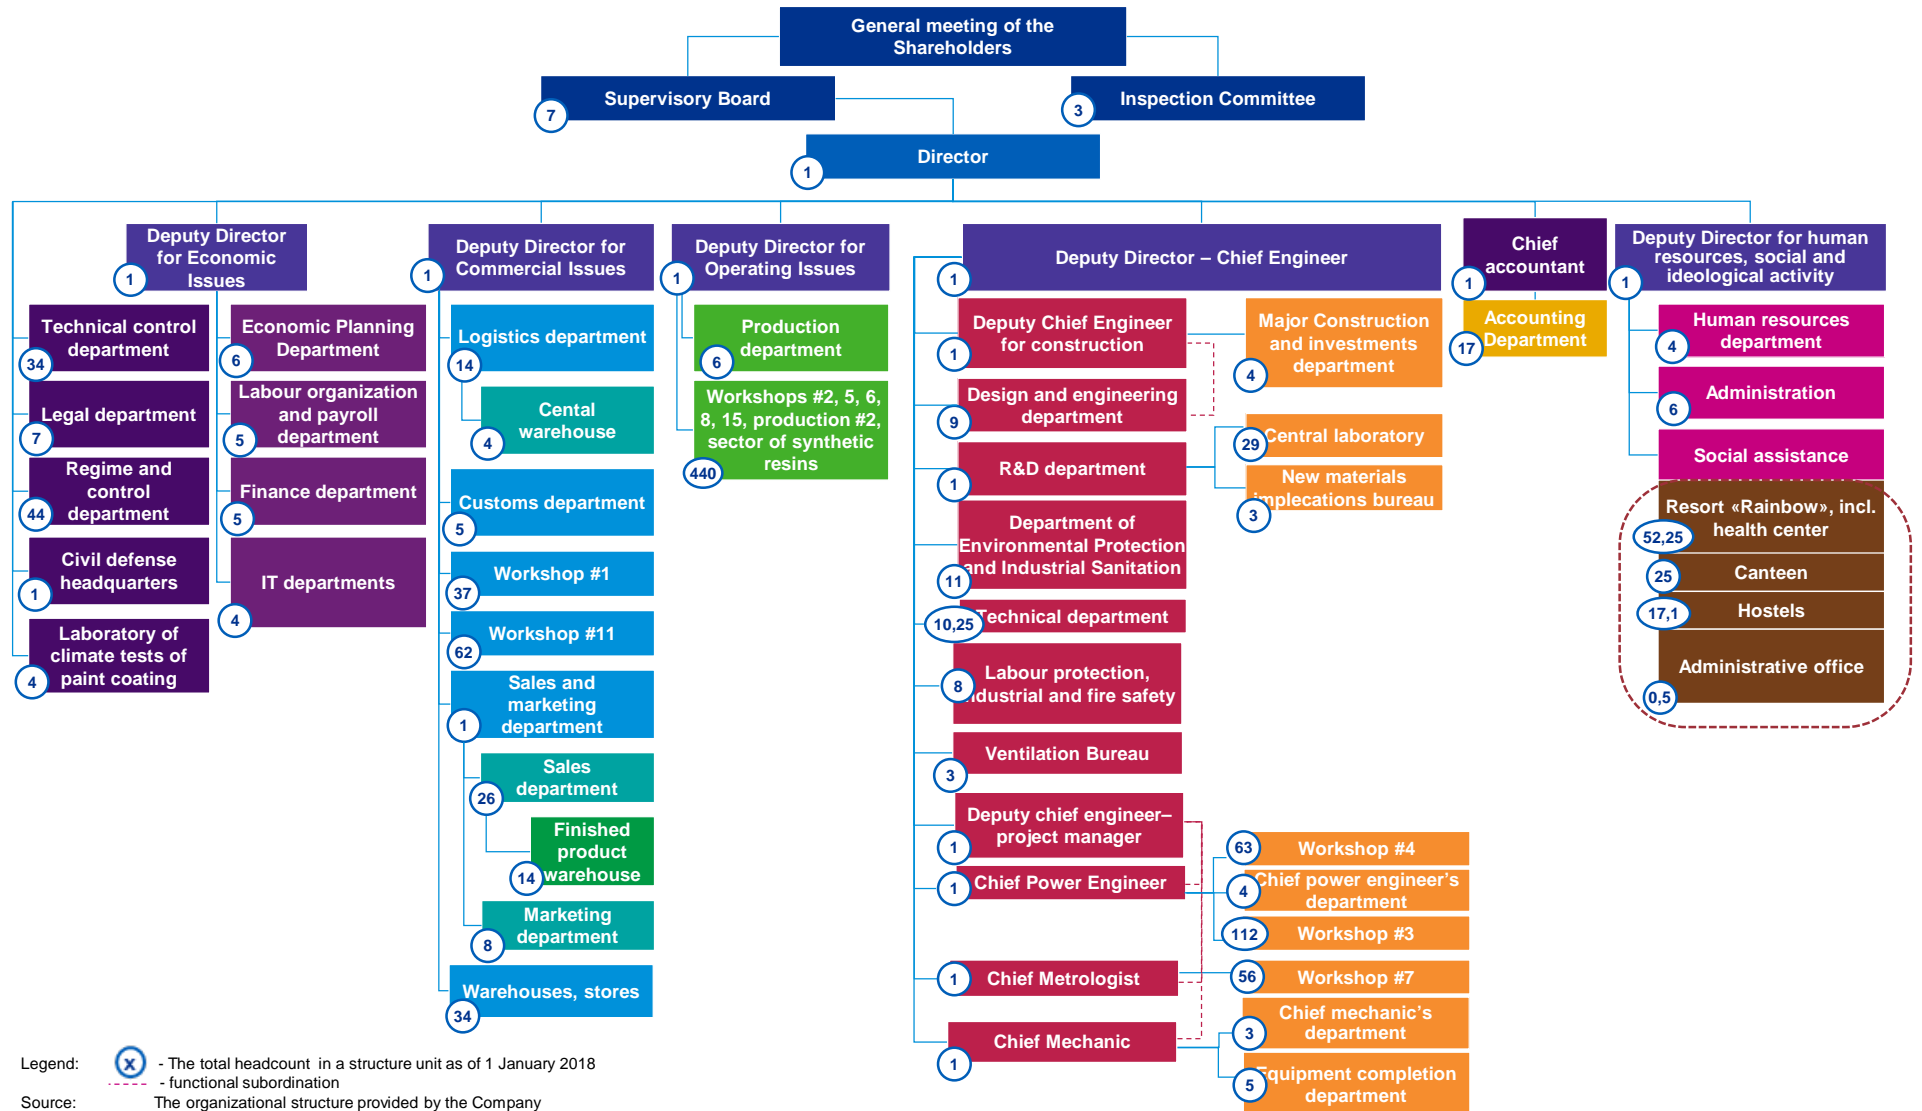 General meeting of the
Shareholders
Supervisory Board
7
Inspection Committee
3
Director
1
Deputy Director
for Economic
Issues
1
Deputy Director for
Commercial Issues
1
Deputy Director for
Operating Issues
1
Deputy Director – Chief Engineer
1
Chief
accountant
1
Deputy Director for human
resources, social and
ideological activity
1
Technical control
department
34
Legal department
7
Regime and
control
department
44
Civil defense
headquarters
1
Laboratory of
climate tests of
paint coating
4
Economic Planning
Department
6
Labour organization
and payroll
department
5
Finance department
5
IT departments
4
Logistics department
14
Cental
warehouse
4
Customs department
5
Workshop #1
37
Workshop #11
62
Sales and
marketing
department
1
Sales
department
26
Finished
product
warehouse
14
Marketing
department
8
Warehouses, stores
34
Production
department
6
Workshops #2, 5, 6,
8, 15, production #2,
sector of synthetic
resins
440
Deputy Chief Engineer
for construction
1
Major Construction
and investments
department
4
Design and engineering
department
9
R&D department
1
Central laboratory
29
New materials
implecations bureau
3
Department of
Environmental Protection
and Industrial Sanitation
11
Technical department
10,25
Labour protection,
industrial and fire safety
8
Ventilation Bureau
3
Deputy chief engineer–
project manager
1
Chief Power Engineer
1
Workshop #4
63
Chief power engineer's
department
4
Workshop #3
112
Chief Metrologist
1
Workshop #7
56
Chief Mechanic
1
Chief mechanic's
department
3
Equipment completion
department
5
Accounting
Department
17
Human resources
department
4
Administration
6
Social assistance
Resort «Rainbow», incl.
health center
52,25
Canteen
25
Hostels
17,1
Administrative office
0,5
Legend:
x - The total headcount in a structure unit as of 1 January 2018
- functional subordination
Source: The organizational structure provided by the Company